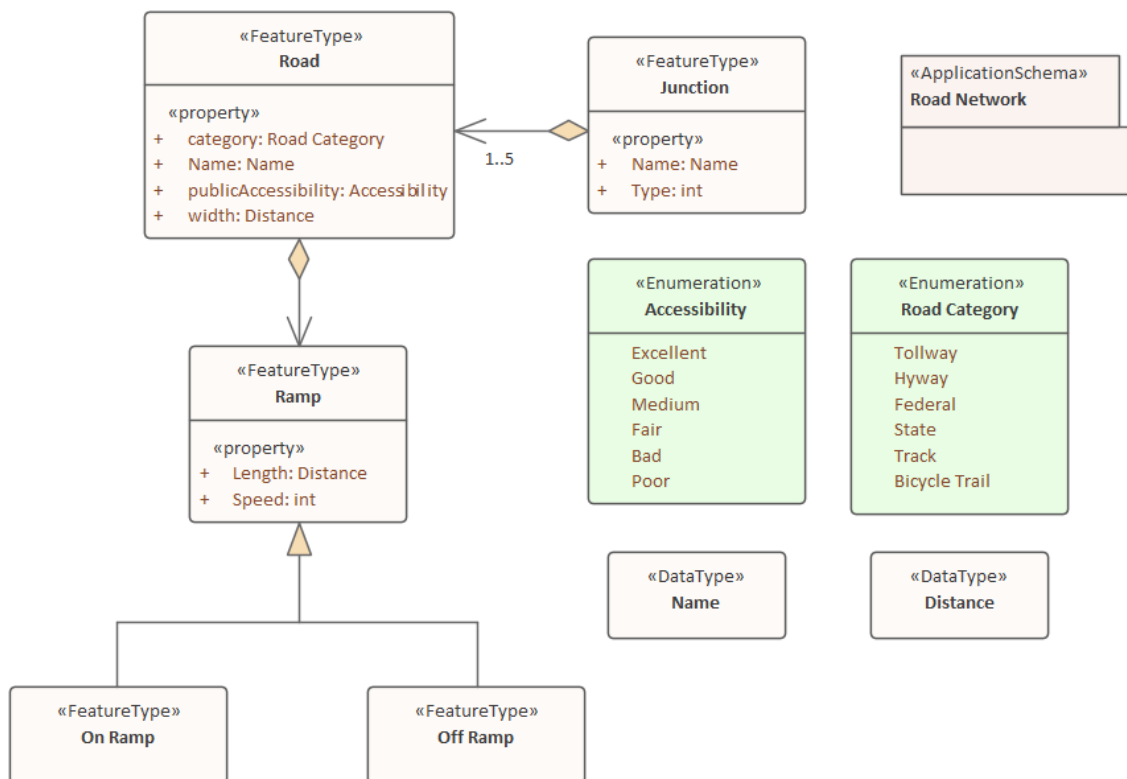 «FeatureType»
Road
«property»
+ category: Road Category
+ Name: Name
+ publicAccessibility: Accessibility
+ width: Distance
«FeatureType»
Junction
«property»
+ Name: Name
+ Type: int
1..5
«ApplicationSchema»
Road Network
«FeatureType»
Ramp
«property»
+ Length: Distance
+ Speed: int
«Enumeration»
Accessibility
Excellent
Good
Medium
Fair
Bad
Poor
«Enumeration»
Road Category
Tollway
Hyway
Federal
State
Track
Bicycle Trail
«DataType»
Name
«DataType»
Distance
«FeatureType»
On Ramp
«FeatureType»
Off Ramp